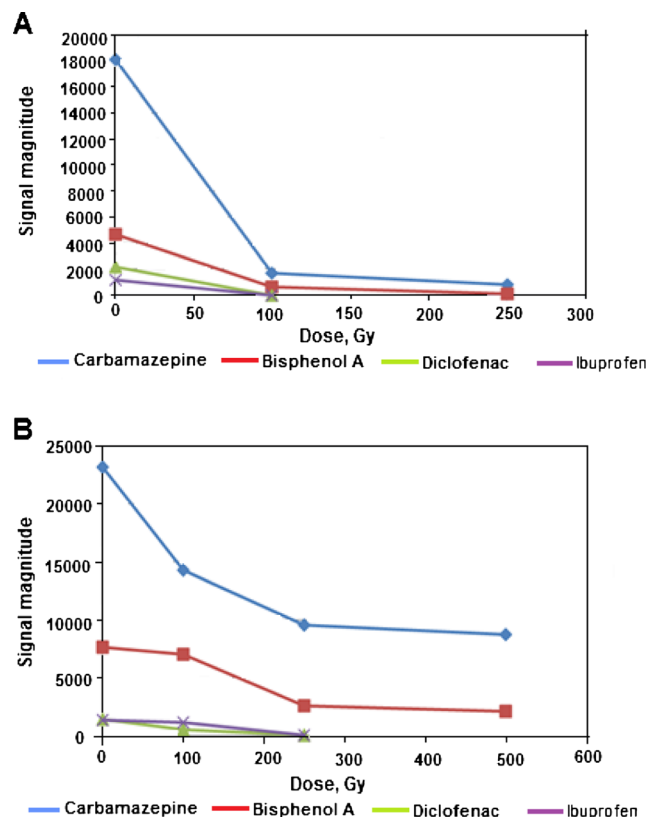 A
20000
18000
16000
14000
12000
10000
8000
6000
4000
2000
0
Signal magnitude
0 50 100 150 200 250 300
Dose, Gy
Carbamazepine Bisphenol A Diclofenac Ibuprofen
B
25000
20000
15000
10000
5000
0
Signal magnitude
0 100 200 300 400 500 600
Dose, Gy
Carbamazepine Bisphenol A Diclofenac Ibuprofen